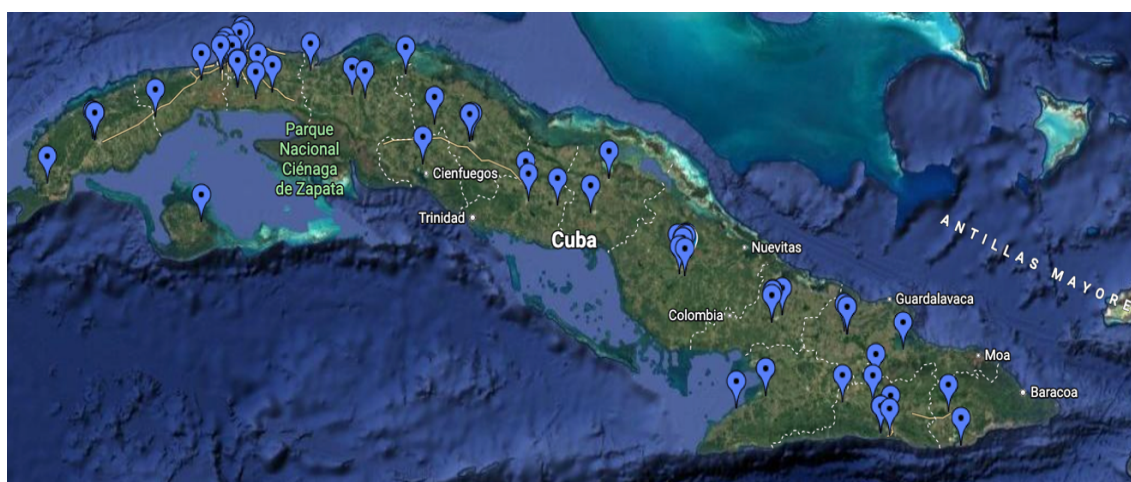 Parque
Nacional
Ciénaga
de Zapata
Cienfuegos
Trinidad
Cuba
Nuevitas
ANTILLAS MAYORE
Guardalavaca
Colombia
Moa
Baracoa